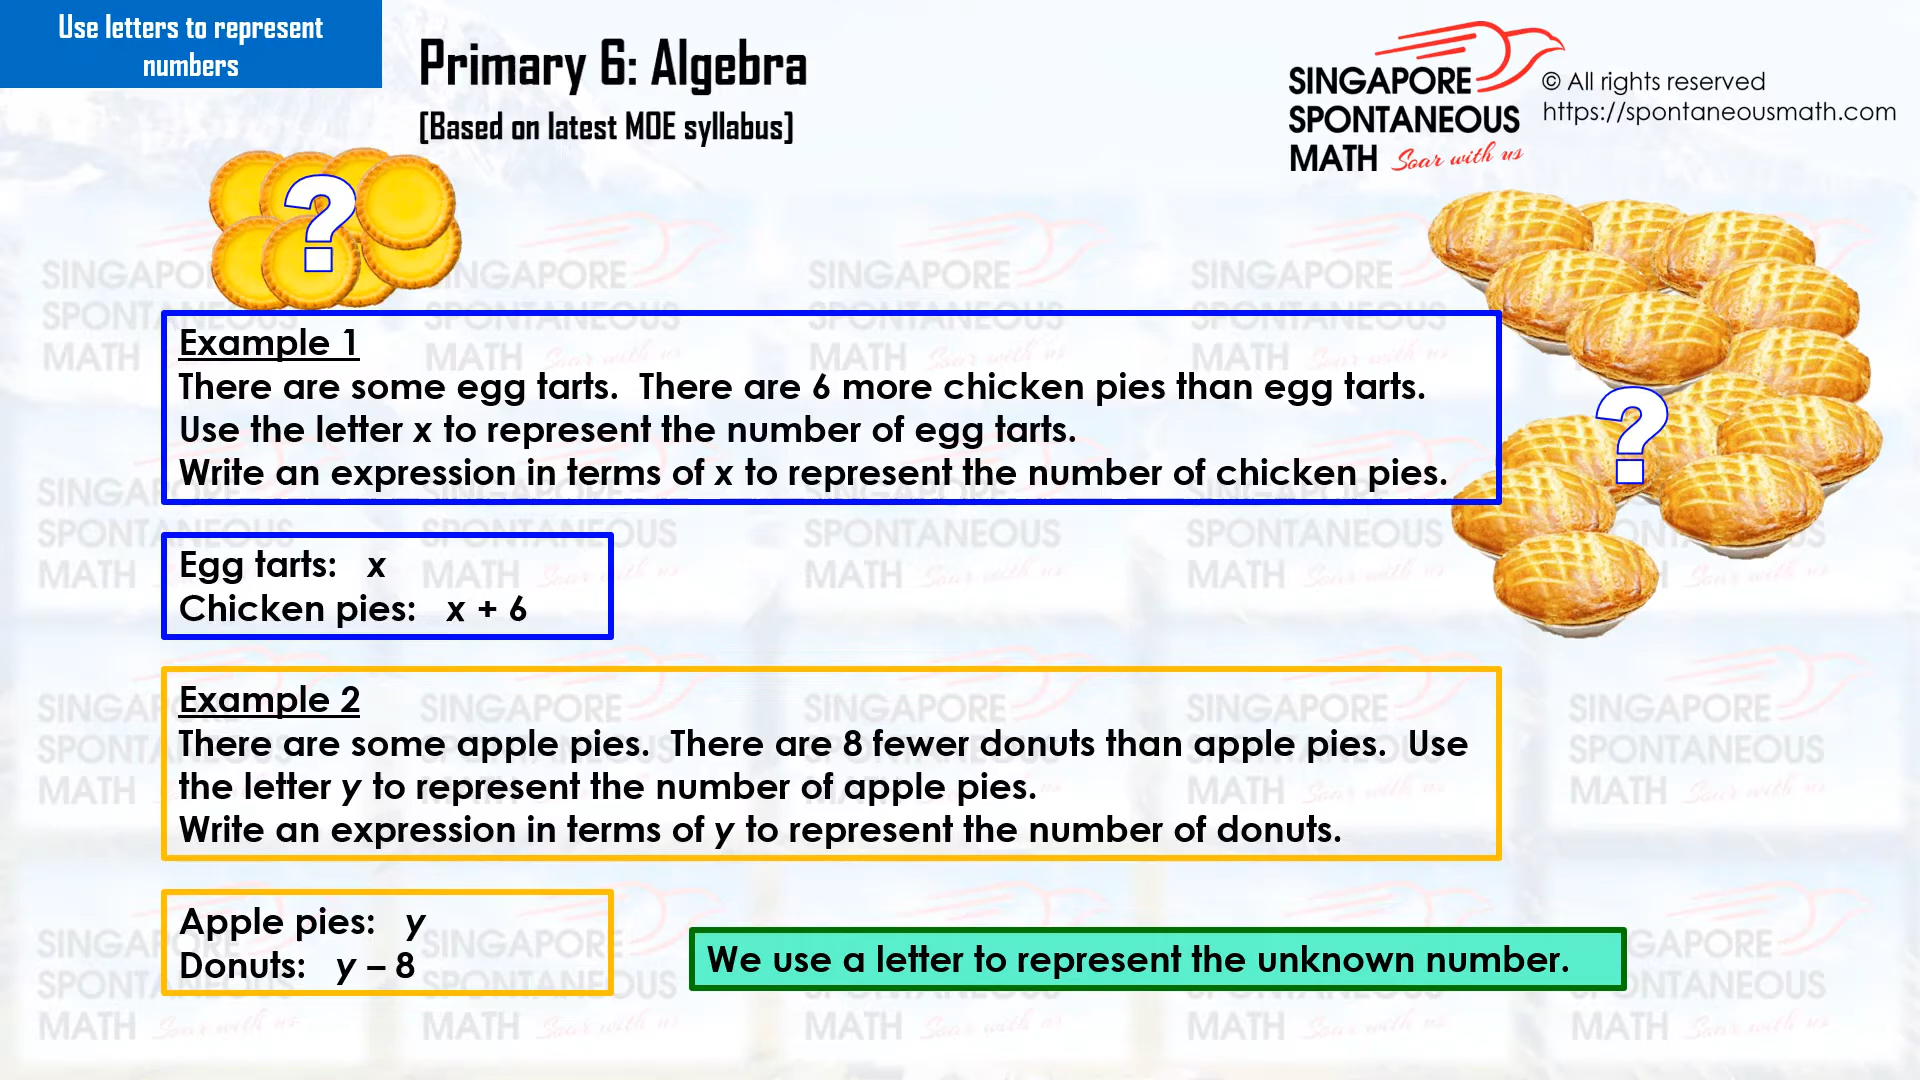 Use letters to represent
numbers
Primary 6: Algebra
[Based on latest MOE syllabus]
SINGAPORE
SPONTANEOUS
MATH Soar with us
© All rights reserved
https://spontaneousmath.com
?
?
Example 1
There are some egg tarts. There are 6 more chicken pies than egg tarts.
Use the letter x to represent the number of egg tarts.
Write an expression in terms of x to represent the number of chicken pies.
Egg tarts: x
Chicken pies: x + 6
Example 2
There are some apple pies. There are 8 fewer donuts than apple pies. Use
the letter y to represent the number of apple pies.
Write an expression in terms of y to represent the number of donuts.
Apple pies: y
Donuts: y – 8
We use a letter to represent the unknown number.